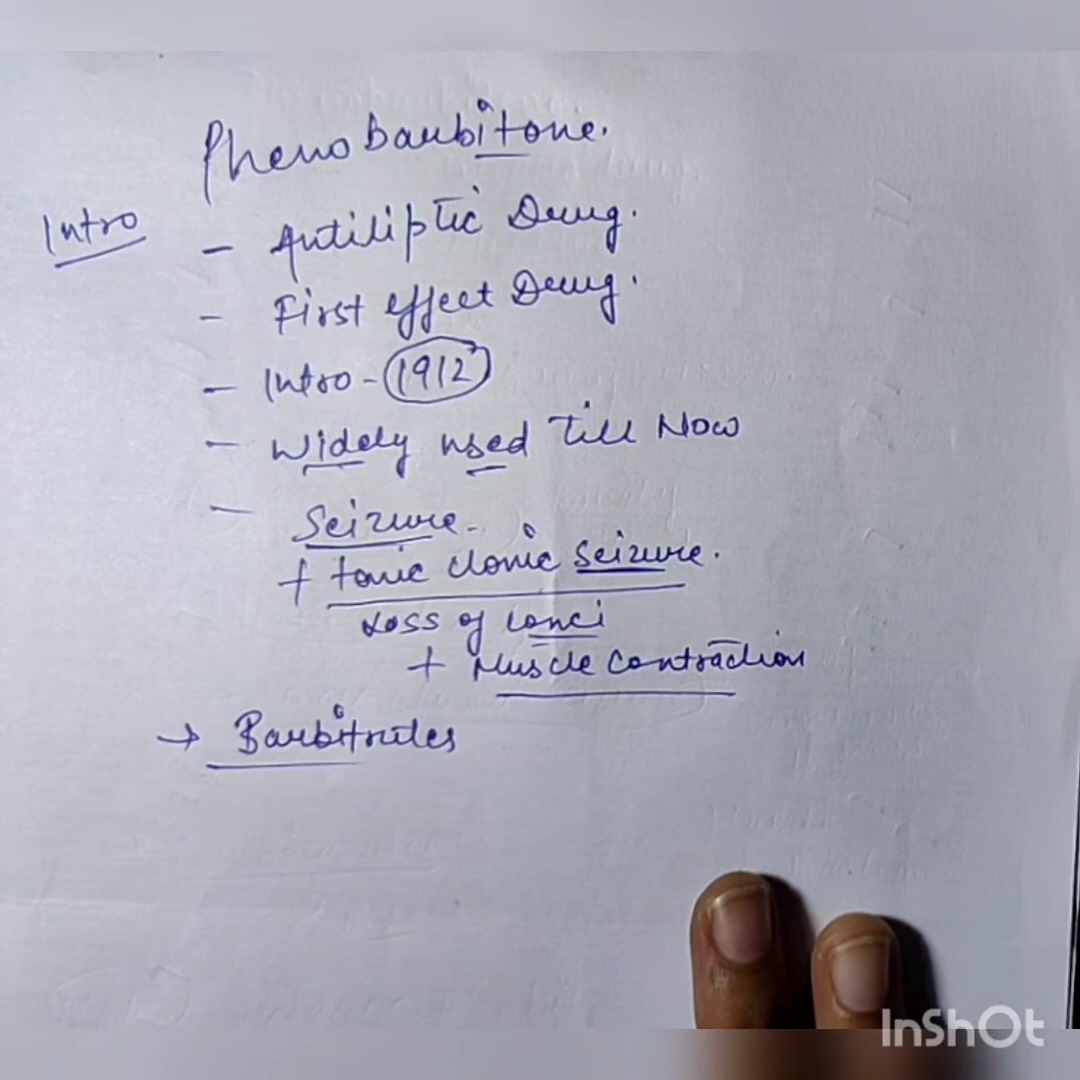 Phenobarbitone.
Intro
- Antiliptic Drug.
- First effect Drug.
- Intro - 1912
- Widely used Till Now
- Seizure -
+ tonic clonic seizure.
Loss of conci
+ Muscle contraction
→ Barbitrutes
InShOt